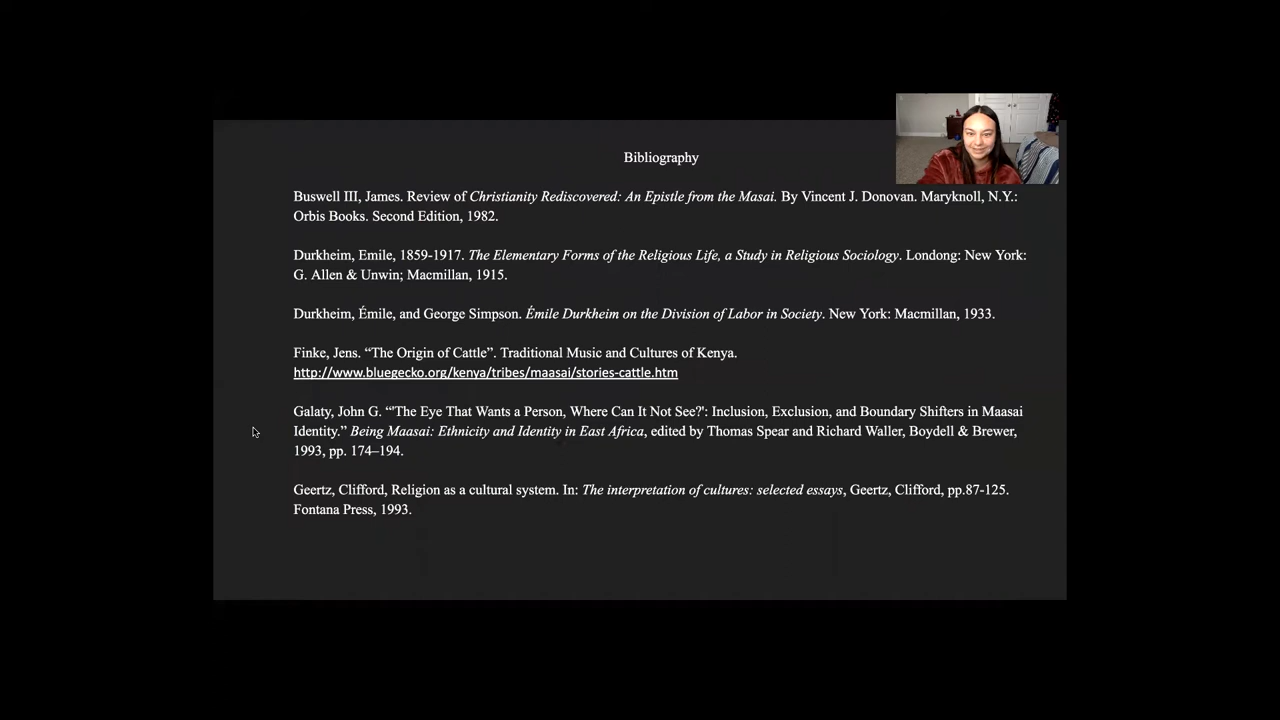 Bibliography
Buswell III, James. Review of Christianity Rediscovered: An Epistle from the Masai. By Vincent J. Donovan. Maryknoll, N.Y.:
Orbis Books. Second Edition, 1982.
Durkheim, Emile, 1859-1917. The Elementary Forms of the Religious Life, a Study in Religious Sociology. Londong: New York:
G. Allen & Unwin; Macmillan, 1915.
Durkheim, Émile, and George Simpson. Émile Durkheim on the Division of Labor in Society. New York: Macmillan, 1933.
Finke, Jens. “The Origin of Cattle”. Traditional Music and Cultures of Kenya.
http://www.bluegecko.org/kenya/tribes/maasai/stories-cattle.htm
Galaty, John G. “'The Eye That Wants a Person, Where Can It Not See?': Inclusion, Exclusion, and Boundary Shifters in Maasai
Identity.” Being Maasai: Ethnicity and Identity in East Africa, edited by Thomas Spear and Richard Waller, Boydell & Brewer,
1993, pp. 174–194.
Geertz, Clifford, Religion as a cultural system. In: The interpretation of cultures: selected essays, Geertz, Clifford, pp.87-125.
Fontana Press, 1993.